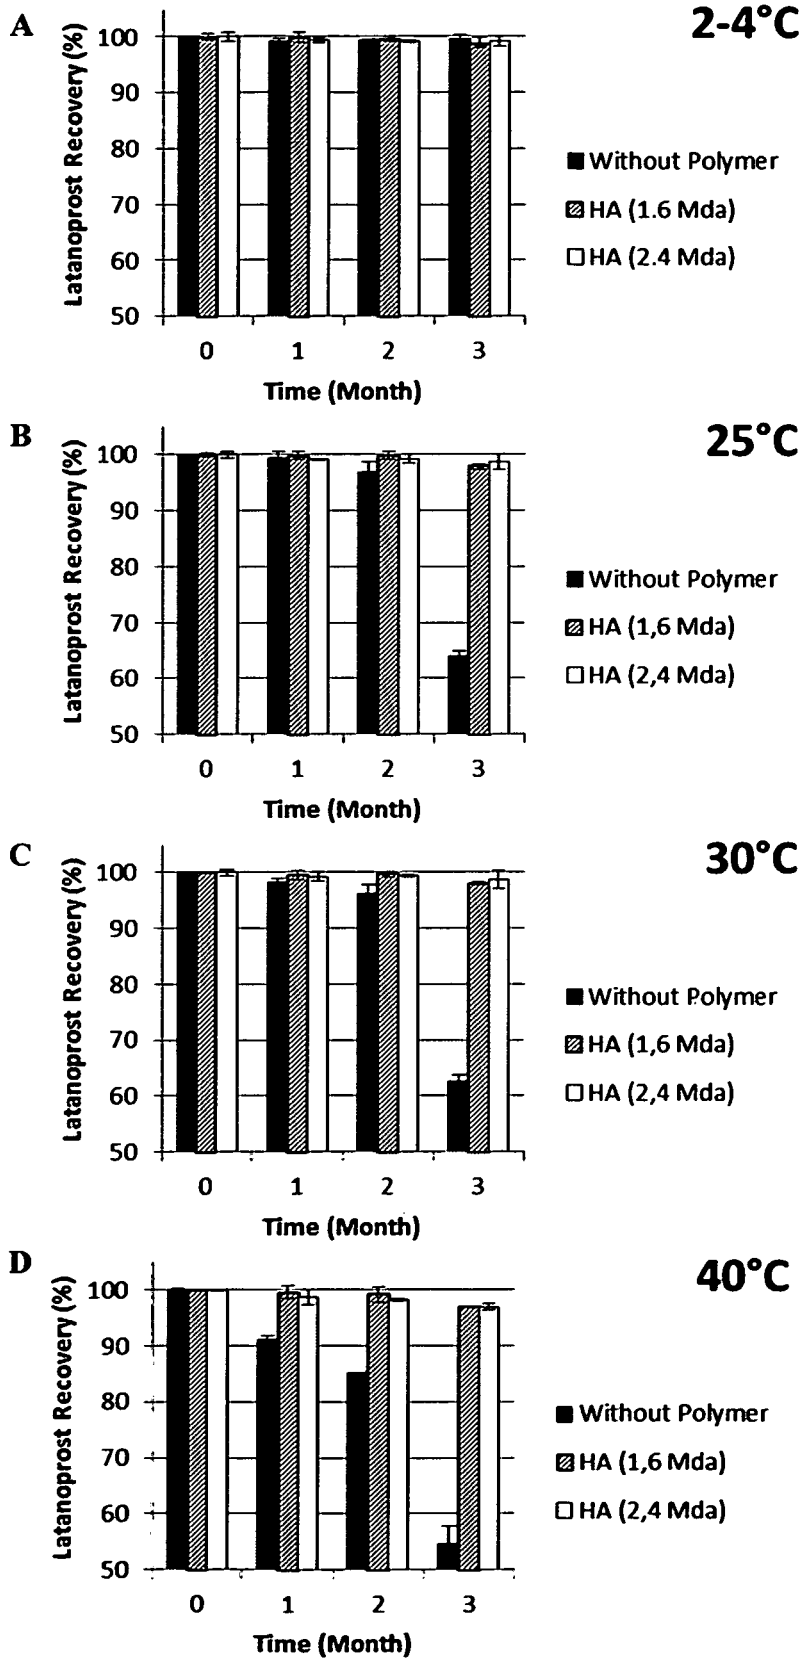 A
2-4°C
Latanoprost Recovery (%)
100
90
80
70
60
50
0 1 2 3
Time (Month)
Without Polymer
HA (1.6 Mda)
HA (2.4 Mda)
B
25°C
Latanoprost Recovery (%)
100
90
80
70
60
50
0 1 2 3
Time (Month)
Without Polymer
HA (1,6 Mda)
HA (2,4 Mda)
C
30°C
Latanoprost Recovery (%)
100
90
80
70
60
50
0 1 2 3
Time (Month)
Without Polymer
HA (1,6 Mda)
HA (2,4 Mda)
D
40°C
Latanoprost Recovery (%)
100
90
80
70
60
50
0 1 2 3
Time (Month)
Without Polymer
HA (1,6 Mda)
HA (2,4 Mda)